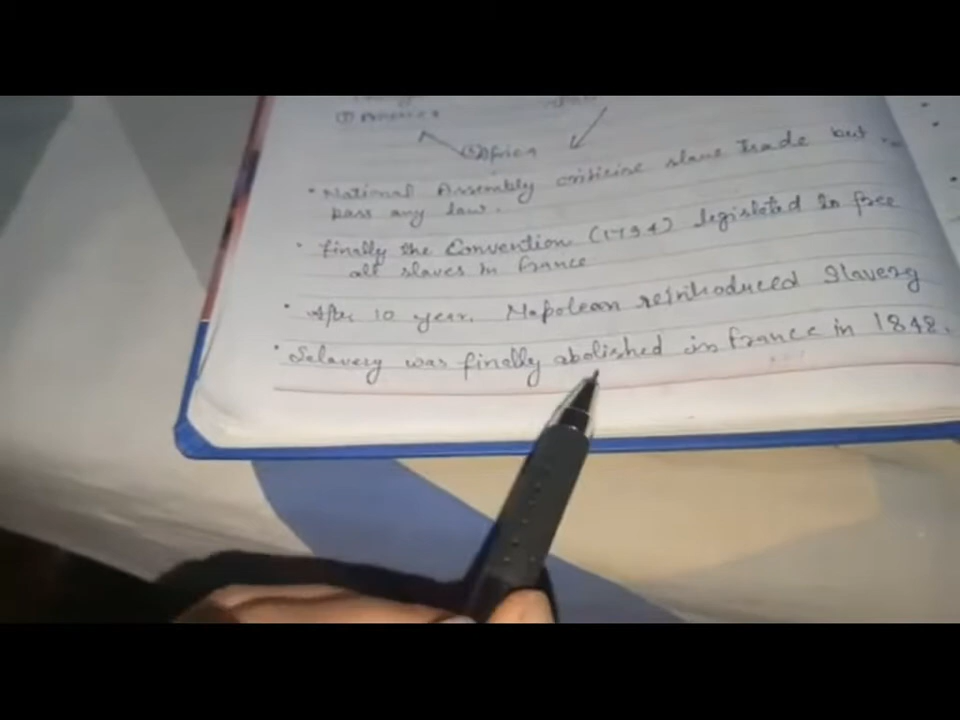 Africa
• National Assembly criticise slave Trade but
pass any law.
• finally the Convention (1794) legislated to free
all slaves in france
• After 10 year. Napolean reintroduced Slavery
• Salavery was finally abolished in france in 1848.